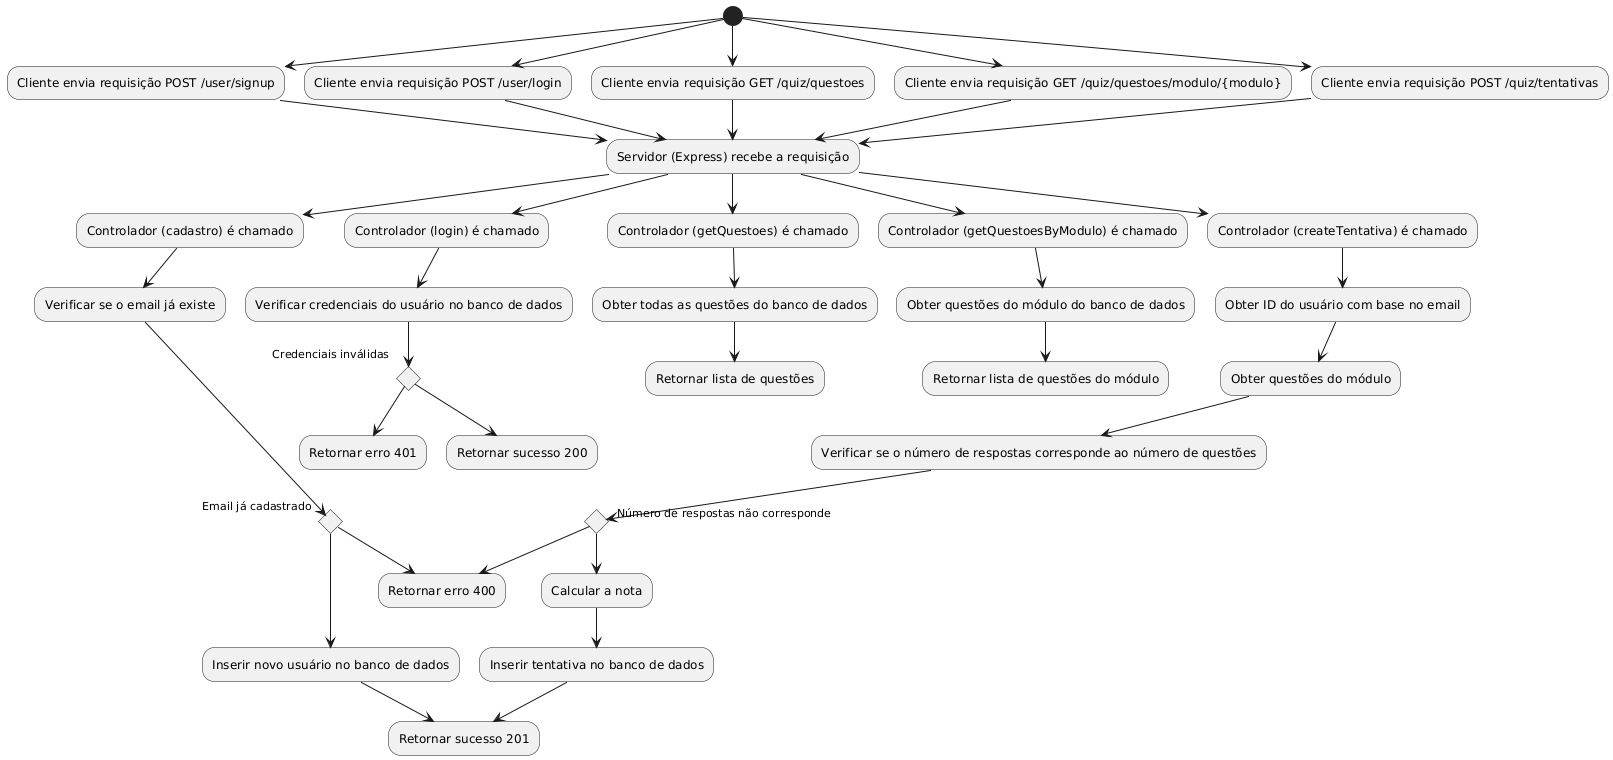 Cliente envia requisição POST /user/signup
Cliente envia requisição POST /user/login
Cliente envia requisição GET /quiz/questoes
Cliente envia requisição GET /quiz/questoes/modulo/{modulo}
Cliente envia requisição POST /quiz/tentativas
Servidor (Express) recebe a requisição
Controlador (cadastro) é chamado
Controlador (login) é chamado
Controlador (getQuestoes) é chamado
Controlador (getQuestoesByModulo) é chamado
Controlador (createTentativa) é chamado
Verificar se o email já existe
Verificar credenciais do usuário no banco de dados
Obter todas as questões do banco de dados
Obter questões do módulo do banco de dados
Obter ID do usuário com base no email
Credenciais inválidas
Retornar lista de questões
Retornar lista de questões do módulo
Obter questões do módulo
Retornar erro 401
Retornar sucesso 200
Verificar se o número de respostas corresponde ao número de questões
Email já cadastrado
Número de respostas não corresponde
Retornar erro 400
Calcular a nota
Inserir novo usuário no banco de dados
Inserir tentativa no banco de dados
Retornar sucesso 201